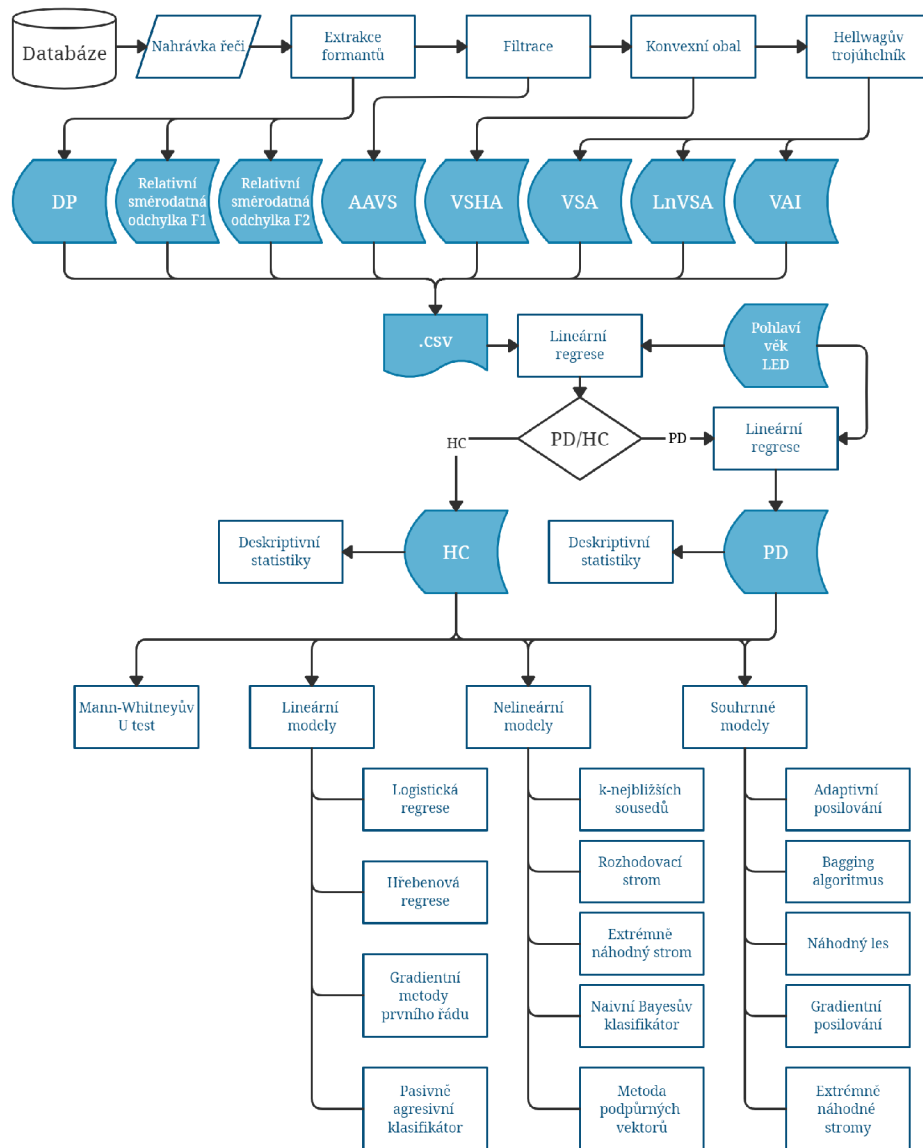 Databáze
Nahrávka řeči
Extrakce
formantů
Filtrace
Konvexní obal
Hellwagův
trojúhelník
DP
Relativní
směrodatná
odchylka F1
Relativní
směrodatná
odchylka F2
AAVS
VSHA
VSA
LnVSA
VAI
.csv
Lineární
regrese
Pohlaví
věk
LED
PD/HC
HC
PD
Lineární
regrese
Deskriptivní
statistiky
HC
Deskriptivní
statistiky
PD
Mann-Whitneyův
U test
Lineární
modely
Nelineární
modely
Souhrnné
modely
Logistická
regrese
Hřebenová
regrese
Gradientní
metody
prvního řádu
Pasivně
agresivní
klasifikátor
k-nejbližších
sousedů
Rozhodovací
strom
Extrémně
náhodný strom
Naivní Bayesův
klasifikátor
Metoda
podpůrných
vektorů
Adaptivní
posilování
Bagging
algoritmus
Náhodný les
Gradientní
posilování
Extrémně
náhodné
stromy